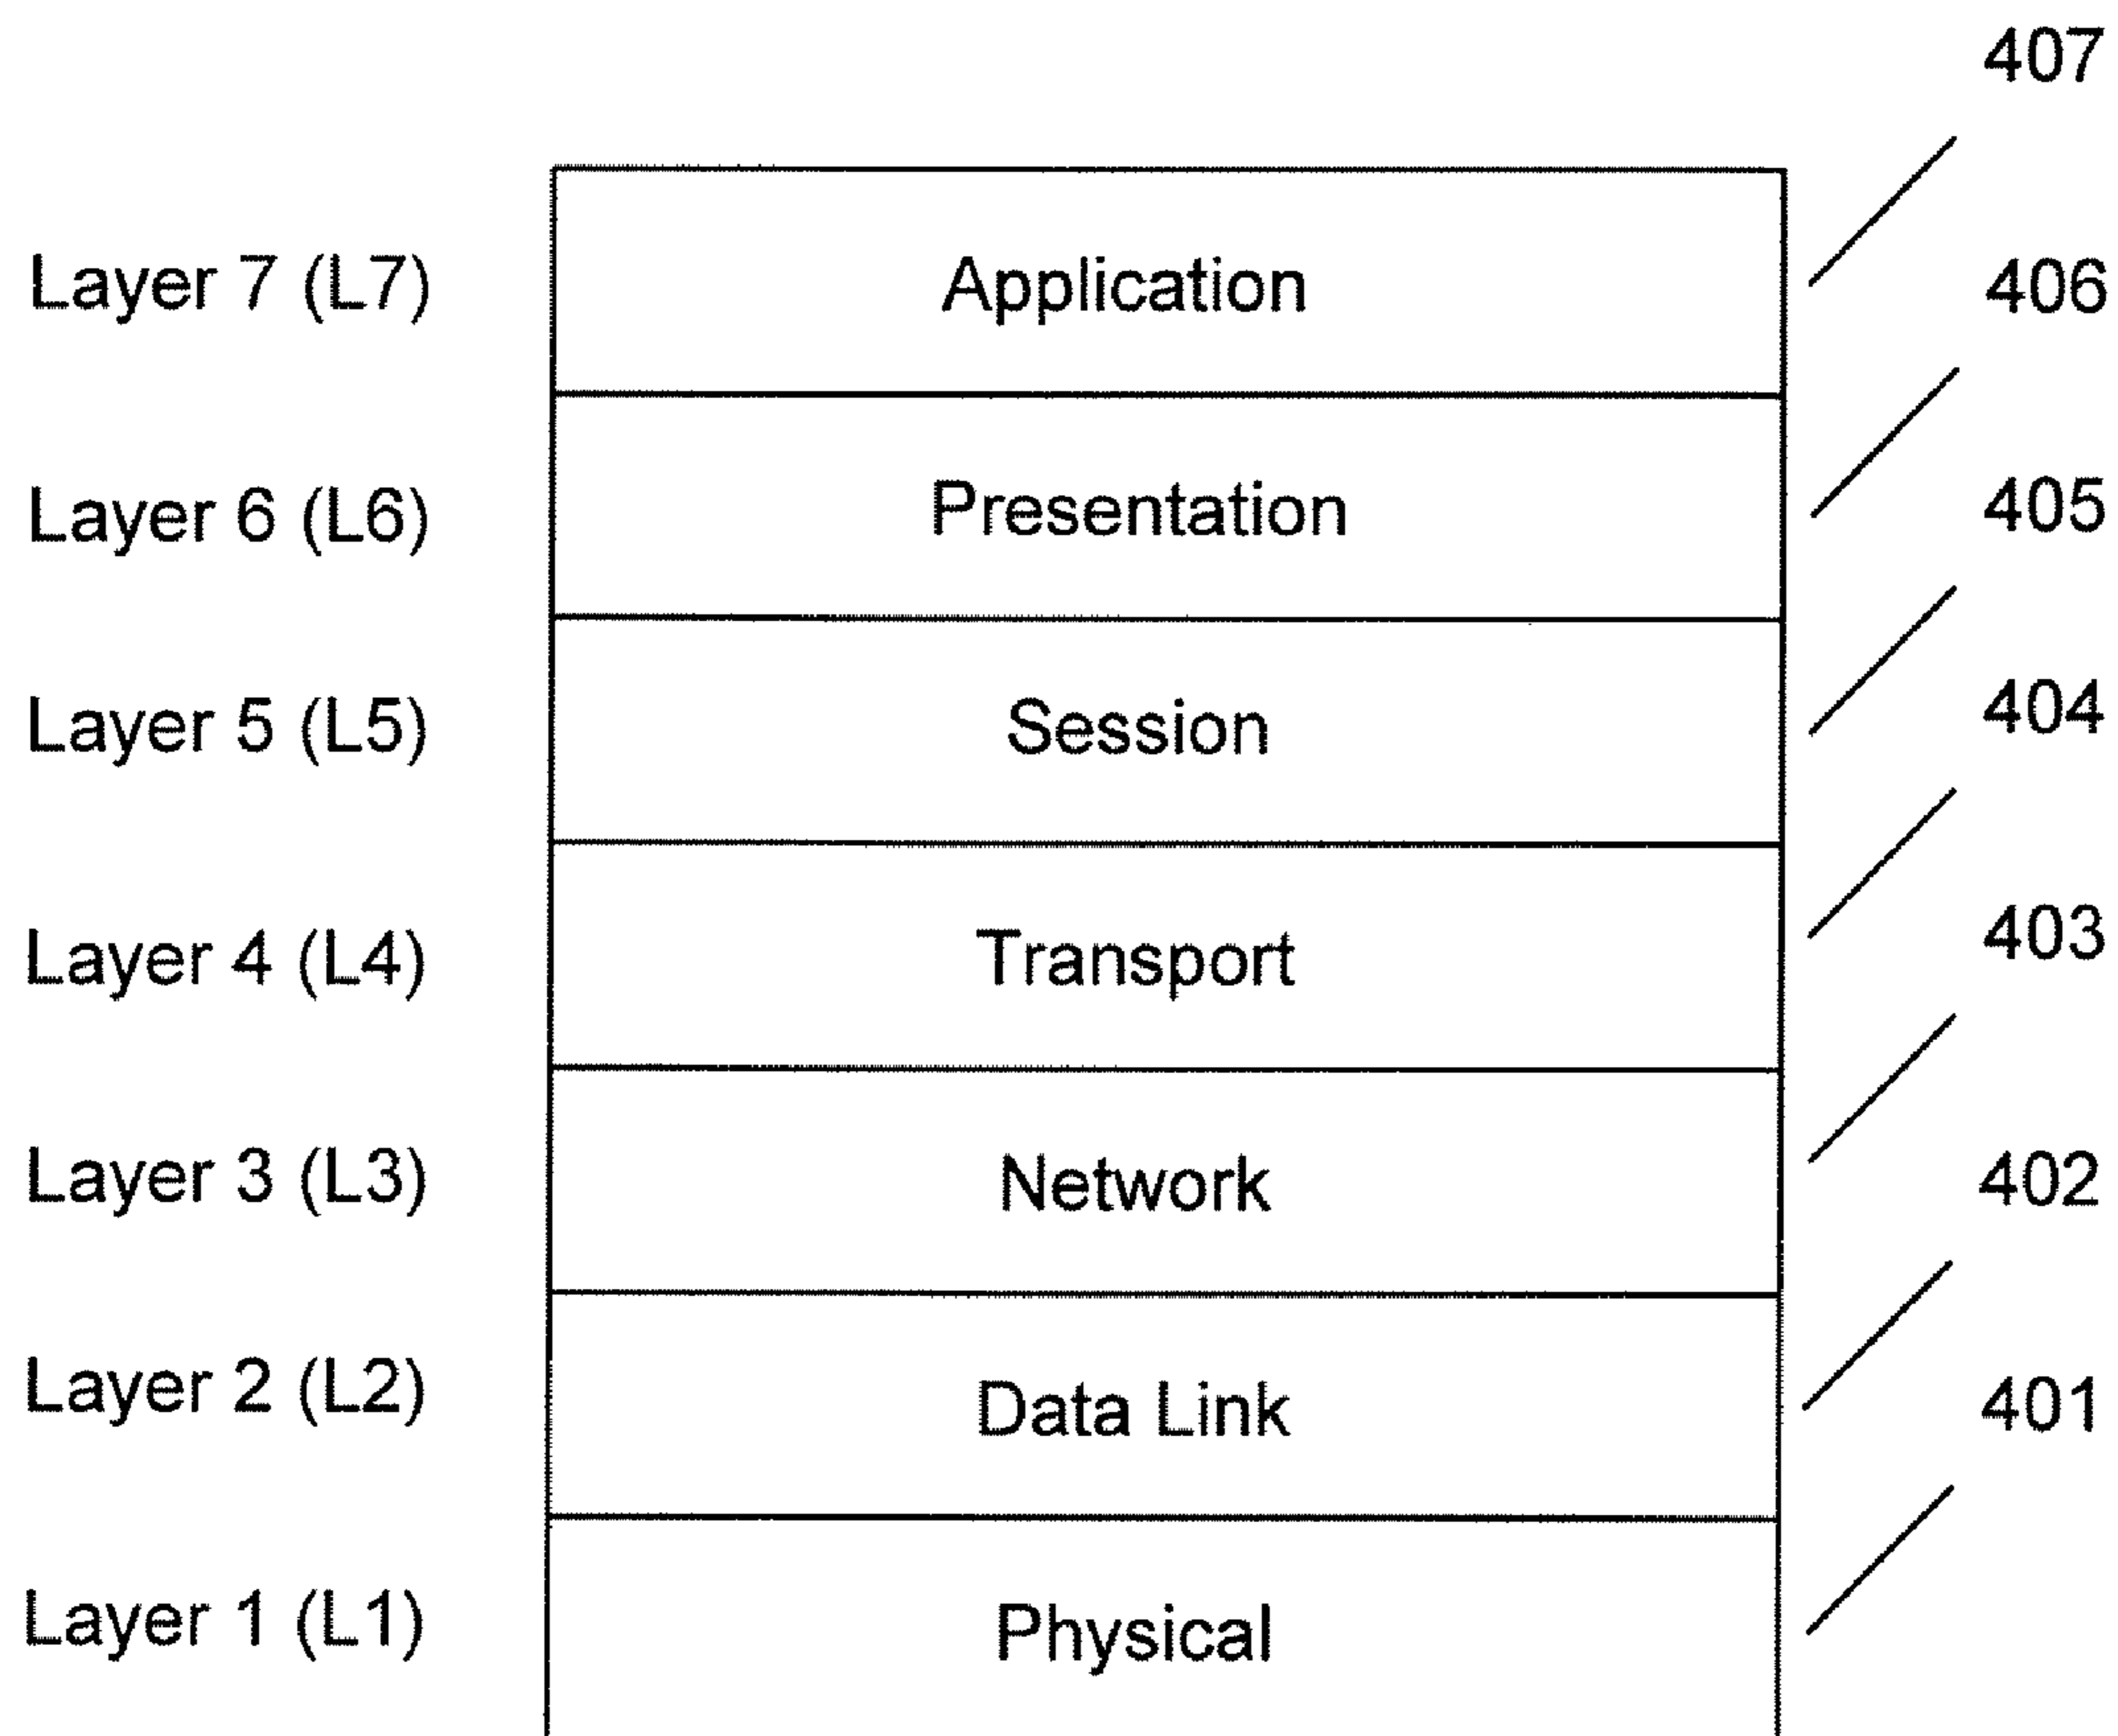 407
Layer 7 (L7) Application 406
Layer 6 (L6) Presentation 405
Layer 5 (L5) Session 404
Layer 4 (L4) Transport 403
Layer 3 (L3) Network 402
Layer 2 (L2) Data Link 401
Layer 1 (L1) Physical